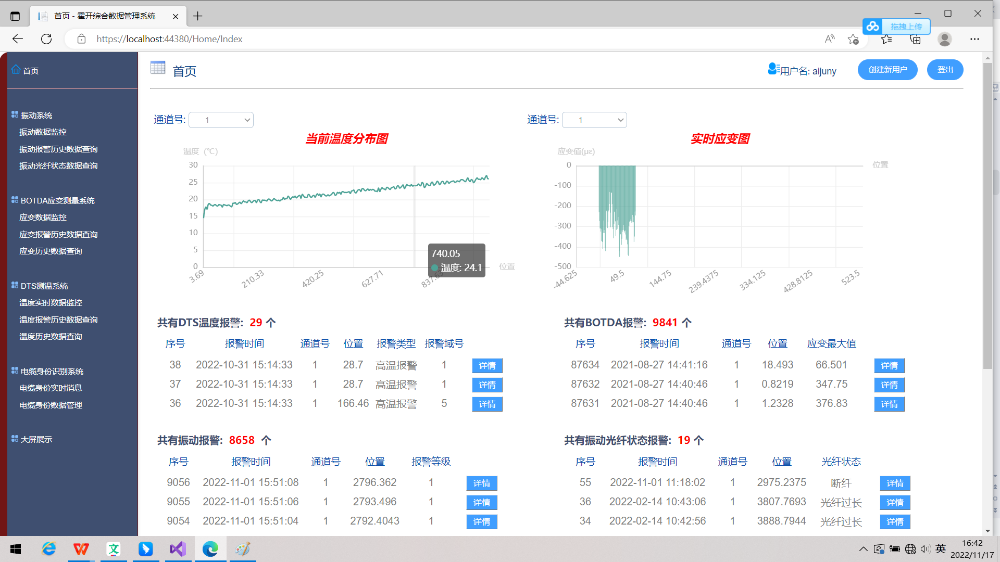 首页 - 霍开综合数据管理系统
拖拽上传
https://localhost:44380/Home/Index
首页
振动系统
振动数据监控
振动报警历史数据查询
振动光纤状态数据查询
BOTDA应变测量系统
应变数据监控
应变报警历史数据查询
应变历史数据查询
DTS测温系统
温度实时数据监控
温度报警历史数据查询
温度历史数据查询
电缆身份识别系统
电缆身份实时消息
电缆身份数据管理
大屏展示
首页
用户名: aijuny
创建新用户
登出
通道号: 1
当前温度分布图
温度 (℃)
30
25
20
15
10
5
0
3.69 210.33 420.25 627.71 837.63
位置
740.05
温度: 24.1
通道号: 1
实时应变图
应变值(με)
0
-100
-200
-300
-400
-500
位置
-44.625 49.5 144.75 239.4375 334.125 428.8125 523.5
共有DTS温度报警: 29 个
序号 报警时间 通道号 位置 报警类型 报警域号
38 2022-10-31 15:14:33 1 28.7 高温报警 1 详情
37 2022-10-31 15:14:33 1 28.7 高温报警 1 详情
36 2022-10-31 15:14:33 1 166.46 高温报警 5 详情
共有BOTDA报警: 9841 个
序号 报警时间 通道号 位置 应变最大值
87634 2021-08-27 14:41:16 1 18.493 66.501 详情
87632 2021-08-27 14:40:46 1 0.8219 347.75 详情
87631 2021-08-27 14:40:46 1 1.2328 376.83 详情
共有振动报警: 8658 个
序号 报警时间 通道号 位置 报警等级
9056 2022-11-01 15:51:08 1 2796.362 1 详情
9055 2022-11-01 15:51:06 1 2793.496 1 详情
9054 2022-11-01 15:51:04 1 2792.4043 1 详情
共有振动光纤状态报警: 19 个
序号 报警时间 通道号 位置 光纤状态
55 2022-11-01 11:18:02 1 2975.2375 断纤 详情
36 2022-02-14 10:43:06 1 3807.7693 光纤过长 详情
34 2022-02-14 10:42:56 1 3888.7944 光纤过长 详情
文
英
16:42
2022/11/17